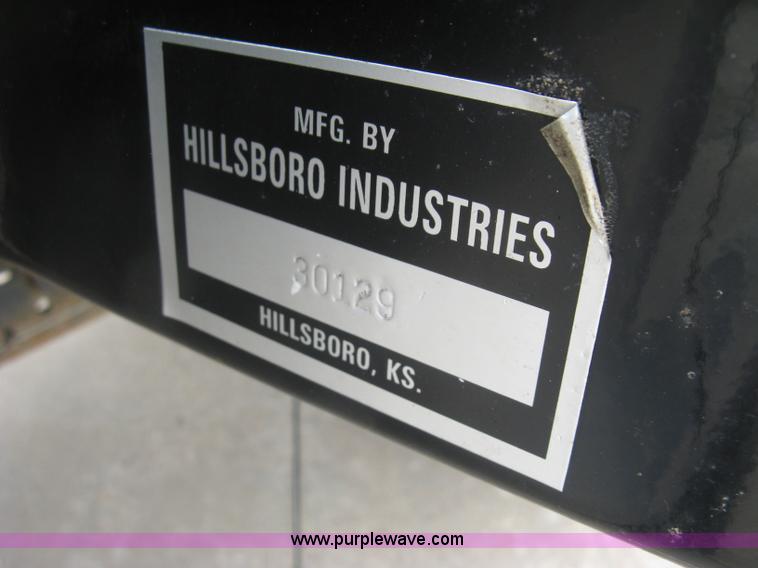 MFG. BY
HILLSBORO INDUSTRIES
30129
HILLSBORO, KS.
www.purplewave.com